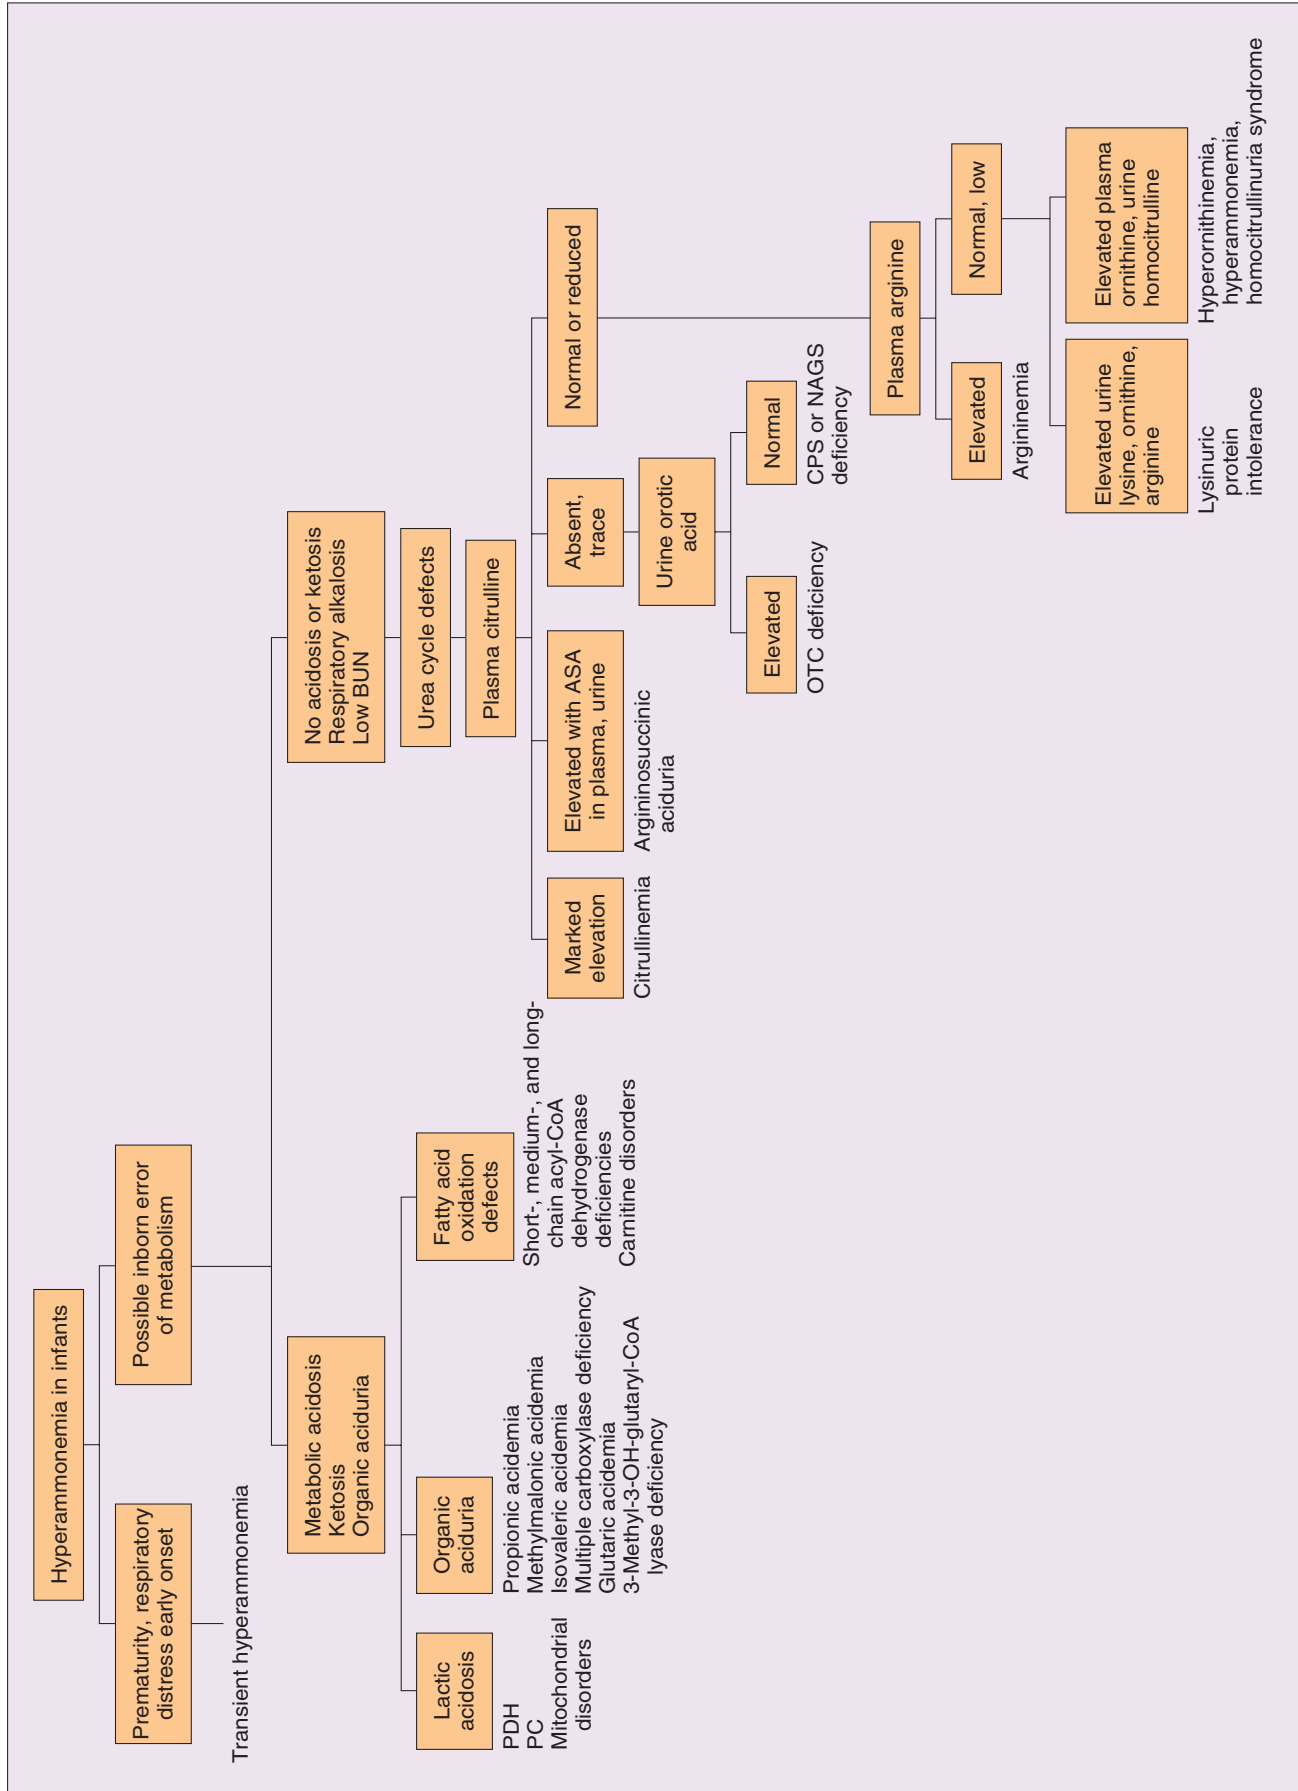 Hyperammonemia in infants
Prematurity, respiratory
distress early onset
Transient hyperammonemia
Possible inborn error
of metabolism
Metabolic acidosis
Ketosis
Organic aciduria
Lactic
acidosis
PDH
PC
Mitochondrial
disorders
Organic
aciduria
Propionic acidemia
Methylmalonic acidemia
Isovaleric acidemia
Multiple carboxylase deficiency
Glutaric acidemia
3-Methyl-3-OH-glutaryl-CoA
lyase deficiency
Fatty acid
oxidation
defects
Short-, medium-, and long-
chain acyl-CoA
dehydrogenase
deficiencies
Carnitine disorders
No acidosis or ketosis
Respiratory alkalosis
Low BUN
Urea cycle defects
Plasma citrulline
Marked
elevation
Citrullinemia
Elevated with ASA
in plasma, urine
Argininosuccinic
aciduria
Absent,
trace
Urine orotic
acid
Elevated
OTC deficiency
Normal
CPS or NAGS
deficiency
Normal or reduced
Plasma arginine
Elevated
Argininemia
Normal, low
Elevated urine
lysine, ornithine,
arginine
Lysinuric
protein
intolerance
Elevated plasma
ornithine, urine
homocitrulline
Hyperornithinemia,
hyperammonemia,
homocitrullinuria syndrome